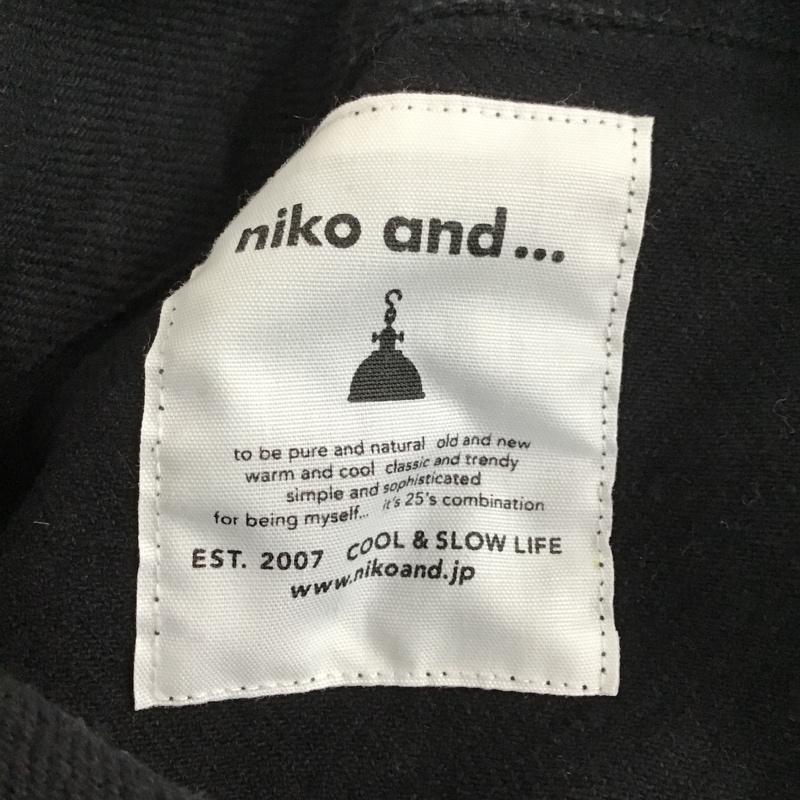 niko and...
to be pure and natural old and new
warm and cool classic and trendy
simple and sophisticated
for being myself... it's 25's combination
EST. 2007 COOL & SLOW LIFE
www.nikoand.jp